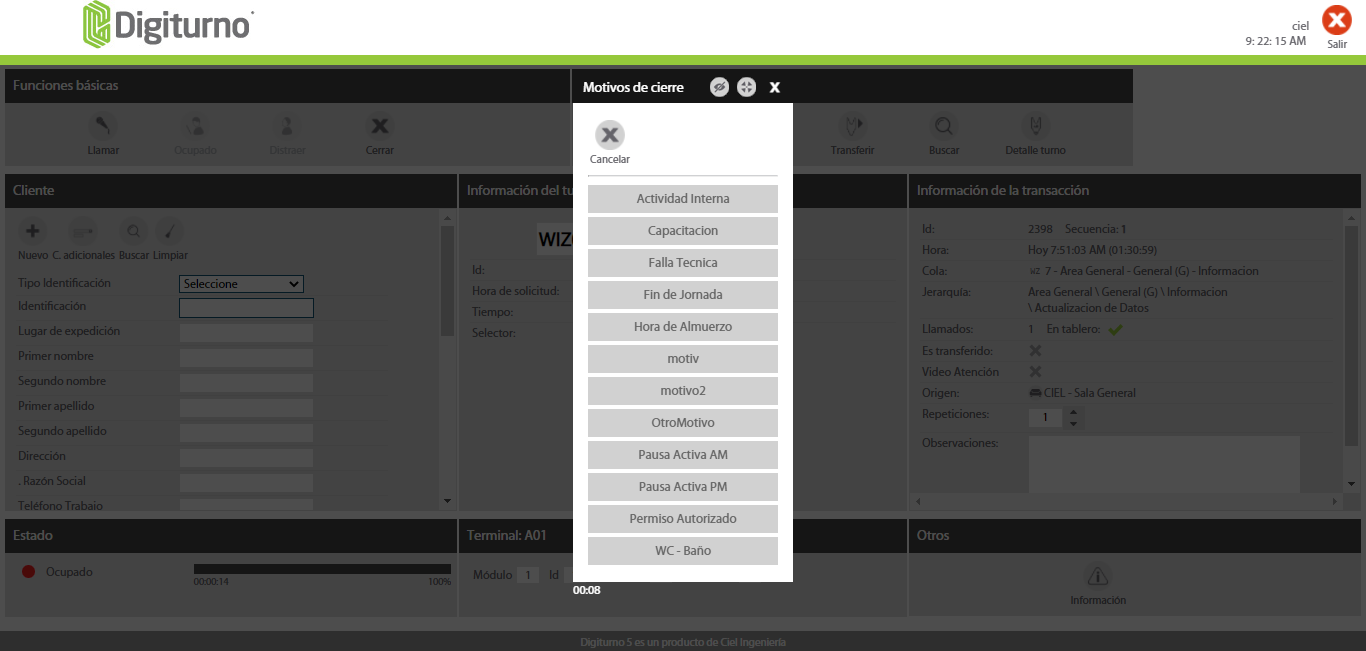 Digiturno
ciel
9: 22: 15 AM
Salir
Funciones básicas
Llamar
Ocupado
Distraer
Cerrar
Motivos de cierre
Cancelar
Actividad Interna
Capacitacion
Falla Tecnica
Fin de Jornada
Hora de Almuerzo
motiv
motivo2
OtroMotivo
Pausa Activa AM
Pausa Activa PM
Permiso Autorizado
WC - Baño
00:08
Transferir
Buscar
Detalle turno
Cliente
Nuevo C. adicionales Buscar Limpiar
Tipo Identificación Seleccione
Identificación
Lugar de expedición
Primer nombre
Segundo nombre
Primer apellido
Segundo apellido
Dirección
. Razón Social
Teléfono Trabajo
Información del tu
WIZ
Id:
Hora de solicitud:
Tiempo:
Selector:
Información de la transacción
Id: 2398 Secuencia: 1
Hora: Hoy 7:51:03 AM (01:30:59)
Cola: WZ 7 - Area General - General (G) - Informacion
Jerarquía: Area General \ General (G) \ Informacion
\ Actualizacion de Datos
Llamados: 1 En tablero:
Es transferido:
Video Atención
Origen: CIEL - Sala General
Repeticiones: 1
Observaciones:
Estado
Ocupado
00:00:14 100%
Terminal: A01
Módulo 1 Id
Otros
Información
Digiturno 5 es un producto de Ciel Ingeniería